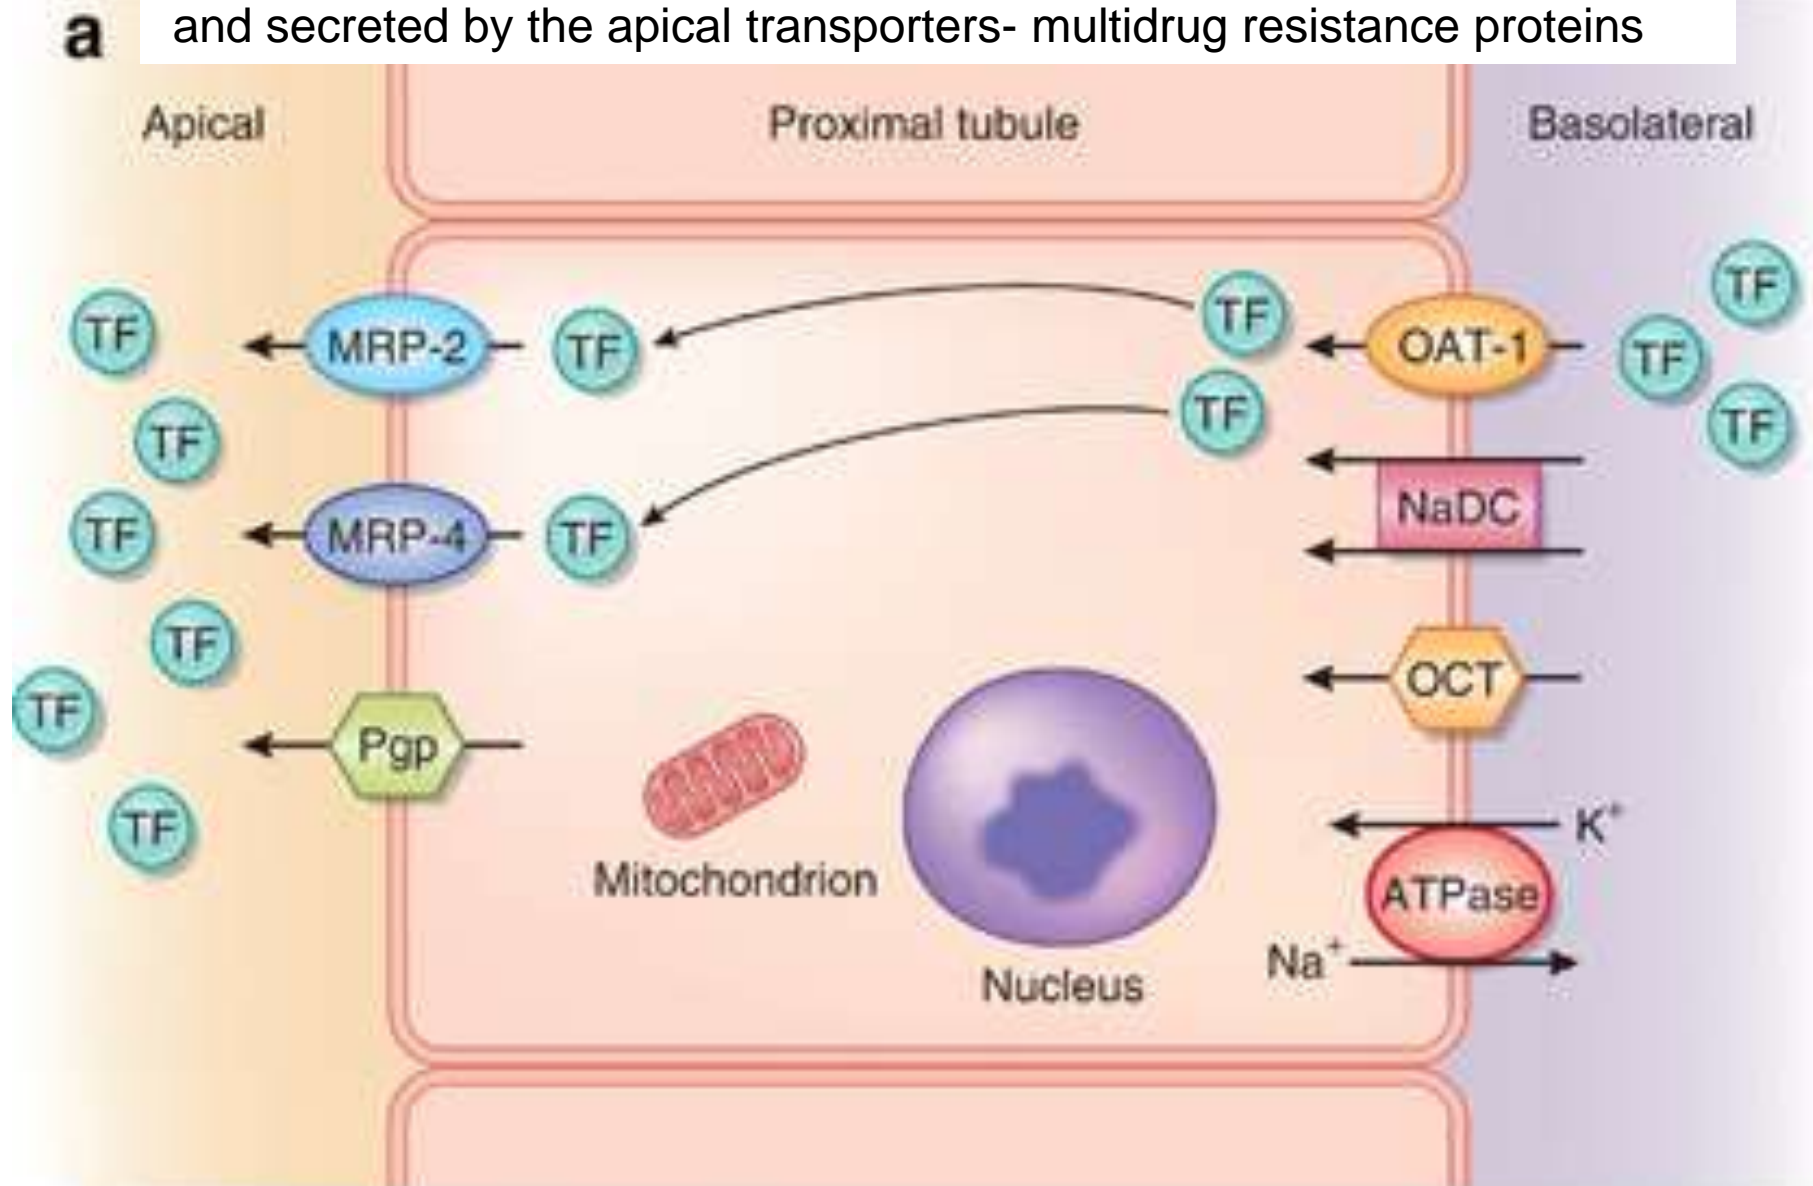 a
and secreted by the apical transporters- multidrug resistance proteins
Apical
Proximal tubule
Basolateral
TF
TF
TF
MRP-2
TF
OAT-1
TF
TF
TF
TF
TF
NaDC
TF
MRP-4
TF
TF
OCT
TF
Pgp
TF
K⁺
Mitochondrion
ATPase
Na⁺
Nucleus